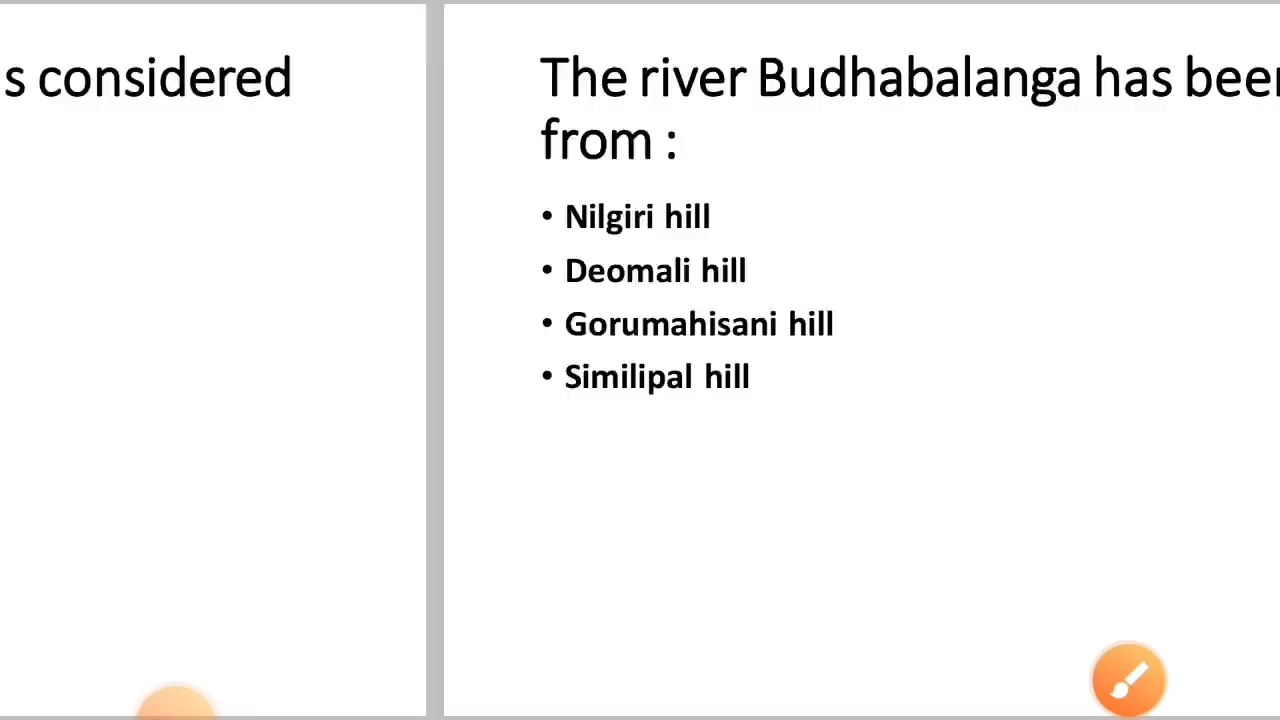 s considered
The river Budhabalanga has been
from :
• Nilgiri hill
• Deomali hill
• Gorumahisani hill
• Similipal hill